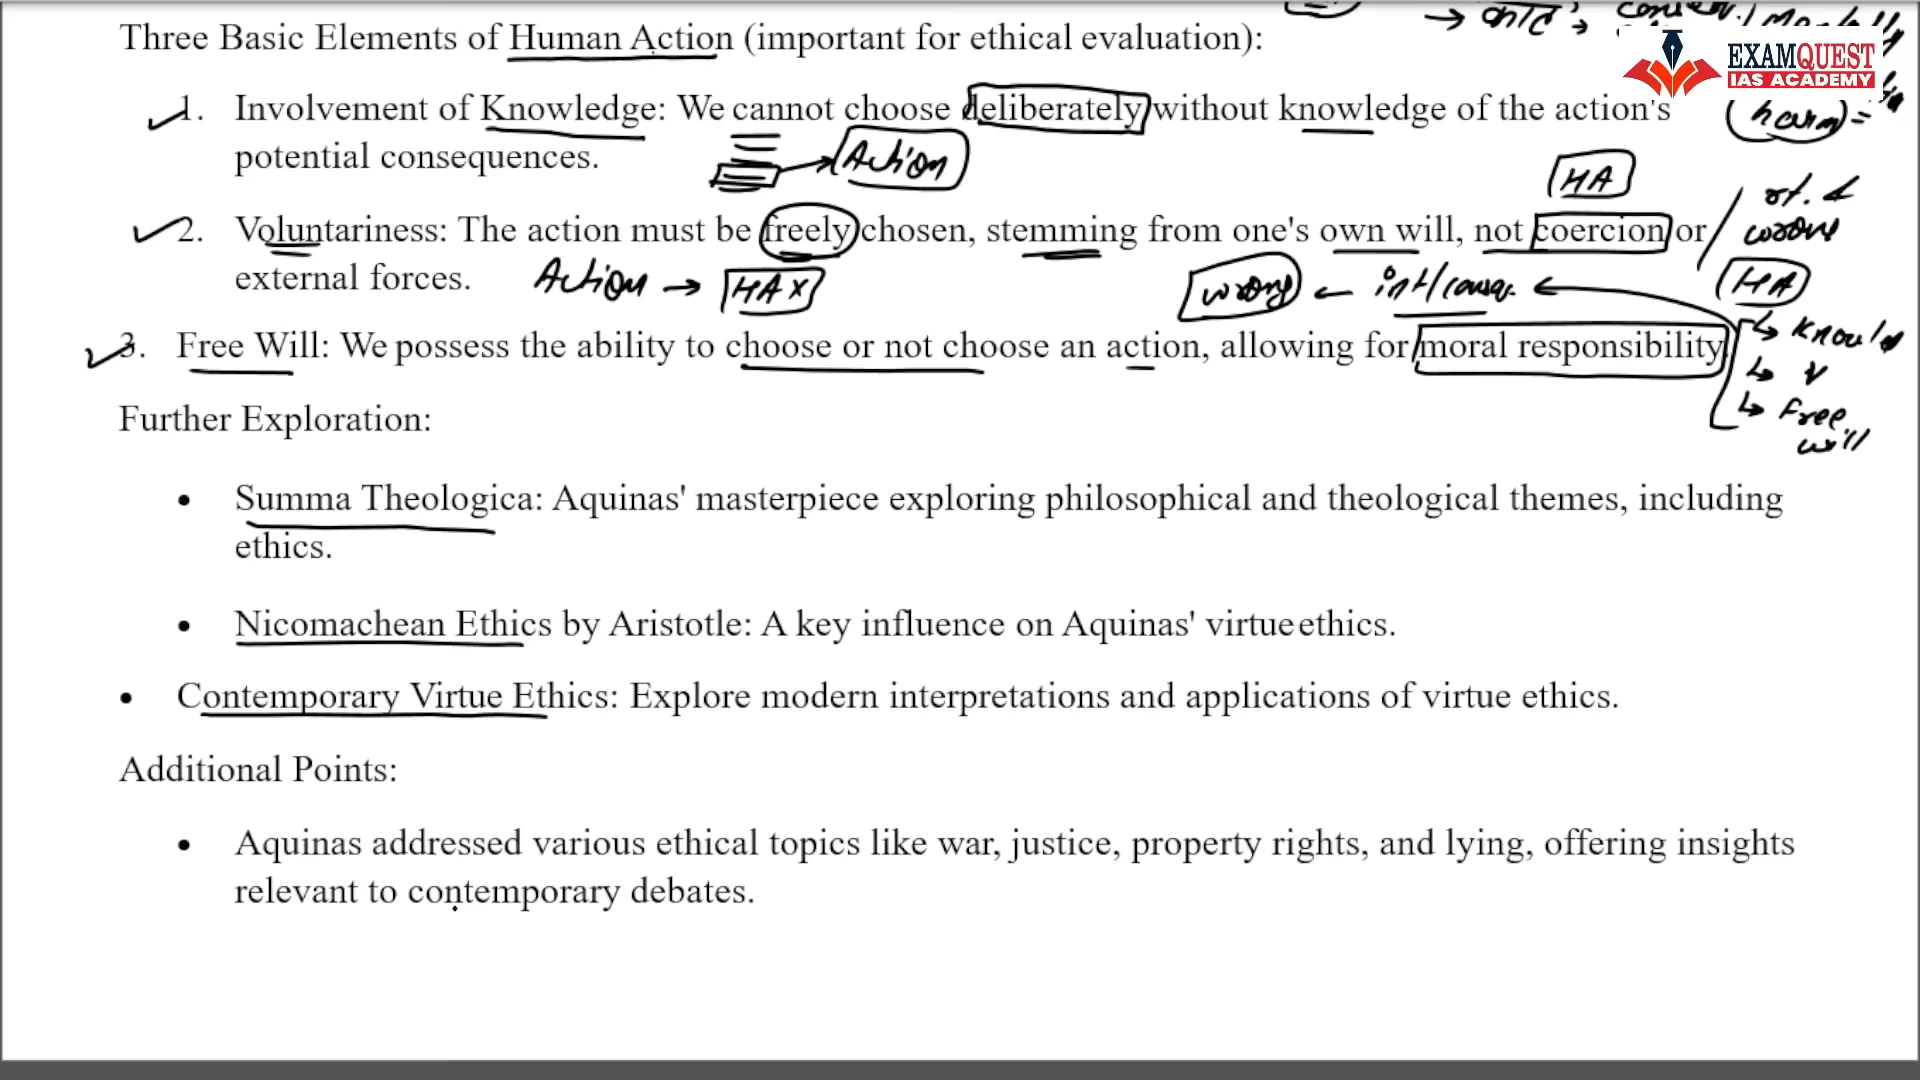 Three Basic Elements of Human Action (important for ethical evaluation):
EXAMQUEST
IAS ACADEMY
1. Involvement of Knowledge: We cannot choose deliberately without knowledge of the action's
(harm) =
potential consequences.
Action
HA
2. Voluntariness: The action must be freely chosen, stemming from one's own will, not coercion or
external forces.
Action → HA x
wrong ←
HA
3. Free Will: We possess the ability to choose or not choose an action, allowing for moral responsibility.
↳ v
↳ Free
will
Further Exploration:
• Summa Theologica: Aquinas' masterpiece exploring philosophical and theological themes, including
ethics.
• Nicomachean Ethics by Aristotle: A key influence on Aquinas' virtue ethics.
• Contemporary Virtue Ethics: Explore modern interpretations and applications of virtue ethics.
Additional Points:
• Aquinas addressed various ethical topics like war, justice, property rights, and lying, offering insights
relevant to contemporary debates.